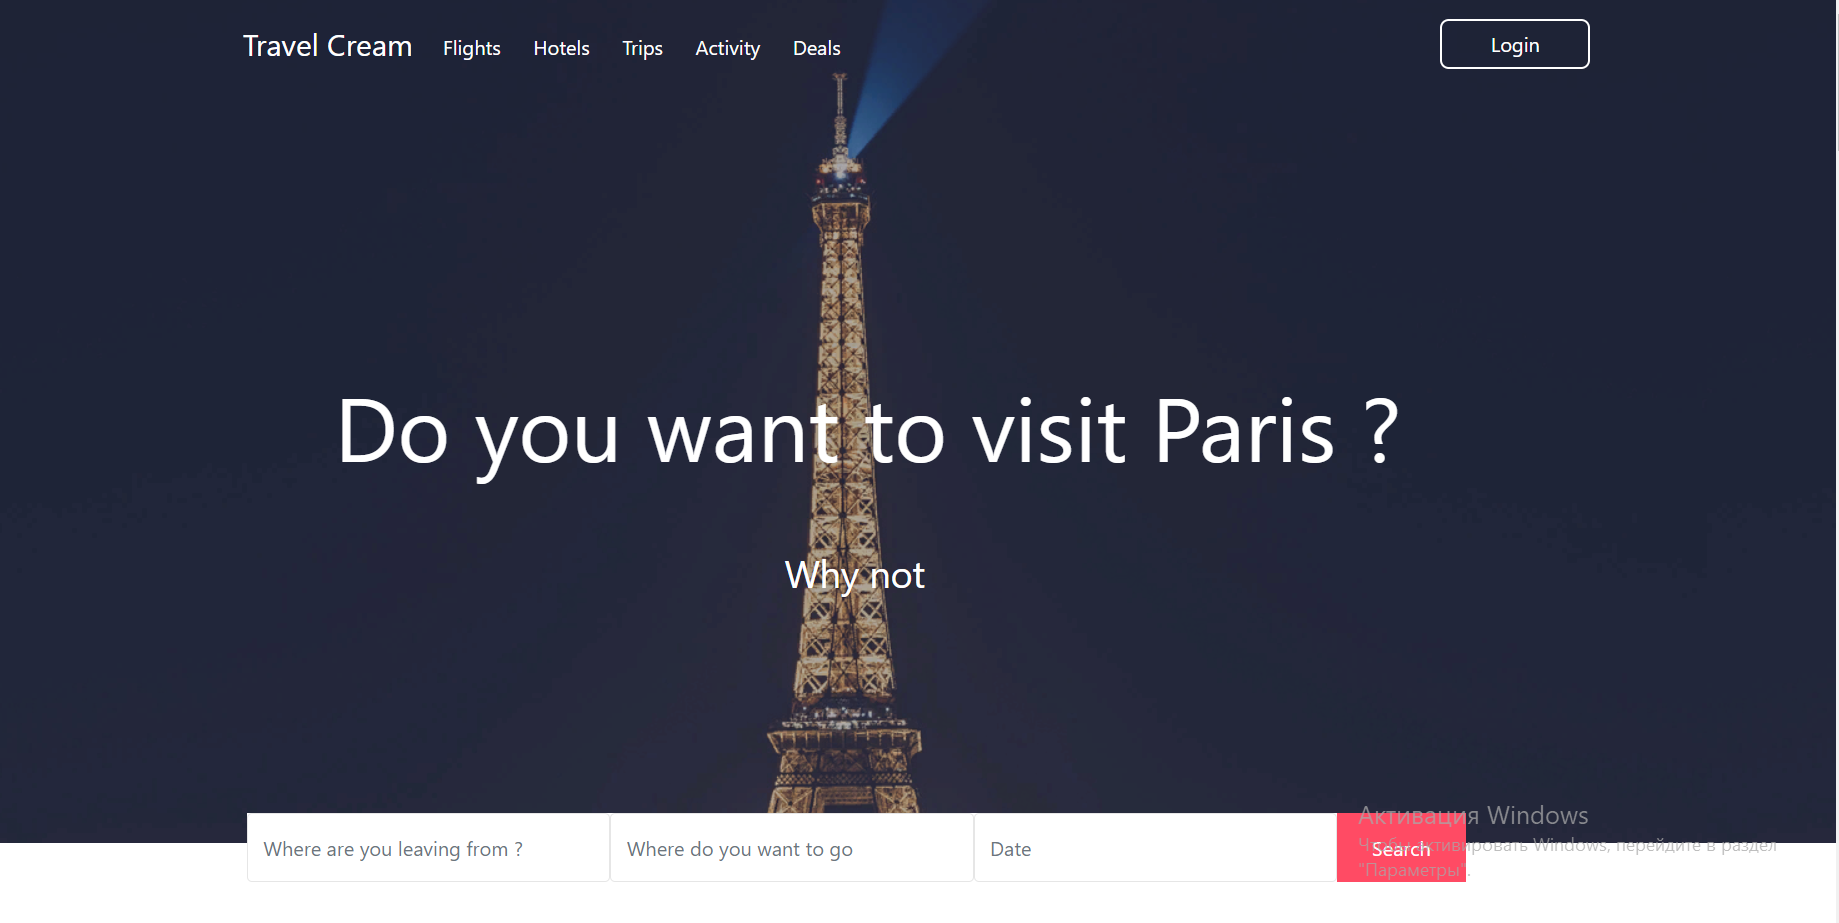 Travel Cream Flights Hotels Trips Activity Deals Login
Do you want to visit Paris ?
Why not
Where are you leaving from ? Where do you want to go Date Search
Активация Windows
Чтобы активировать Windows, перейдите в раздел
"Параметры".